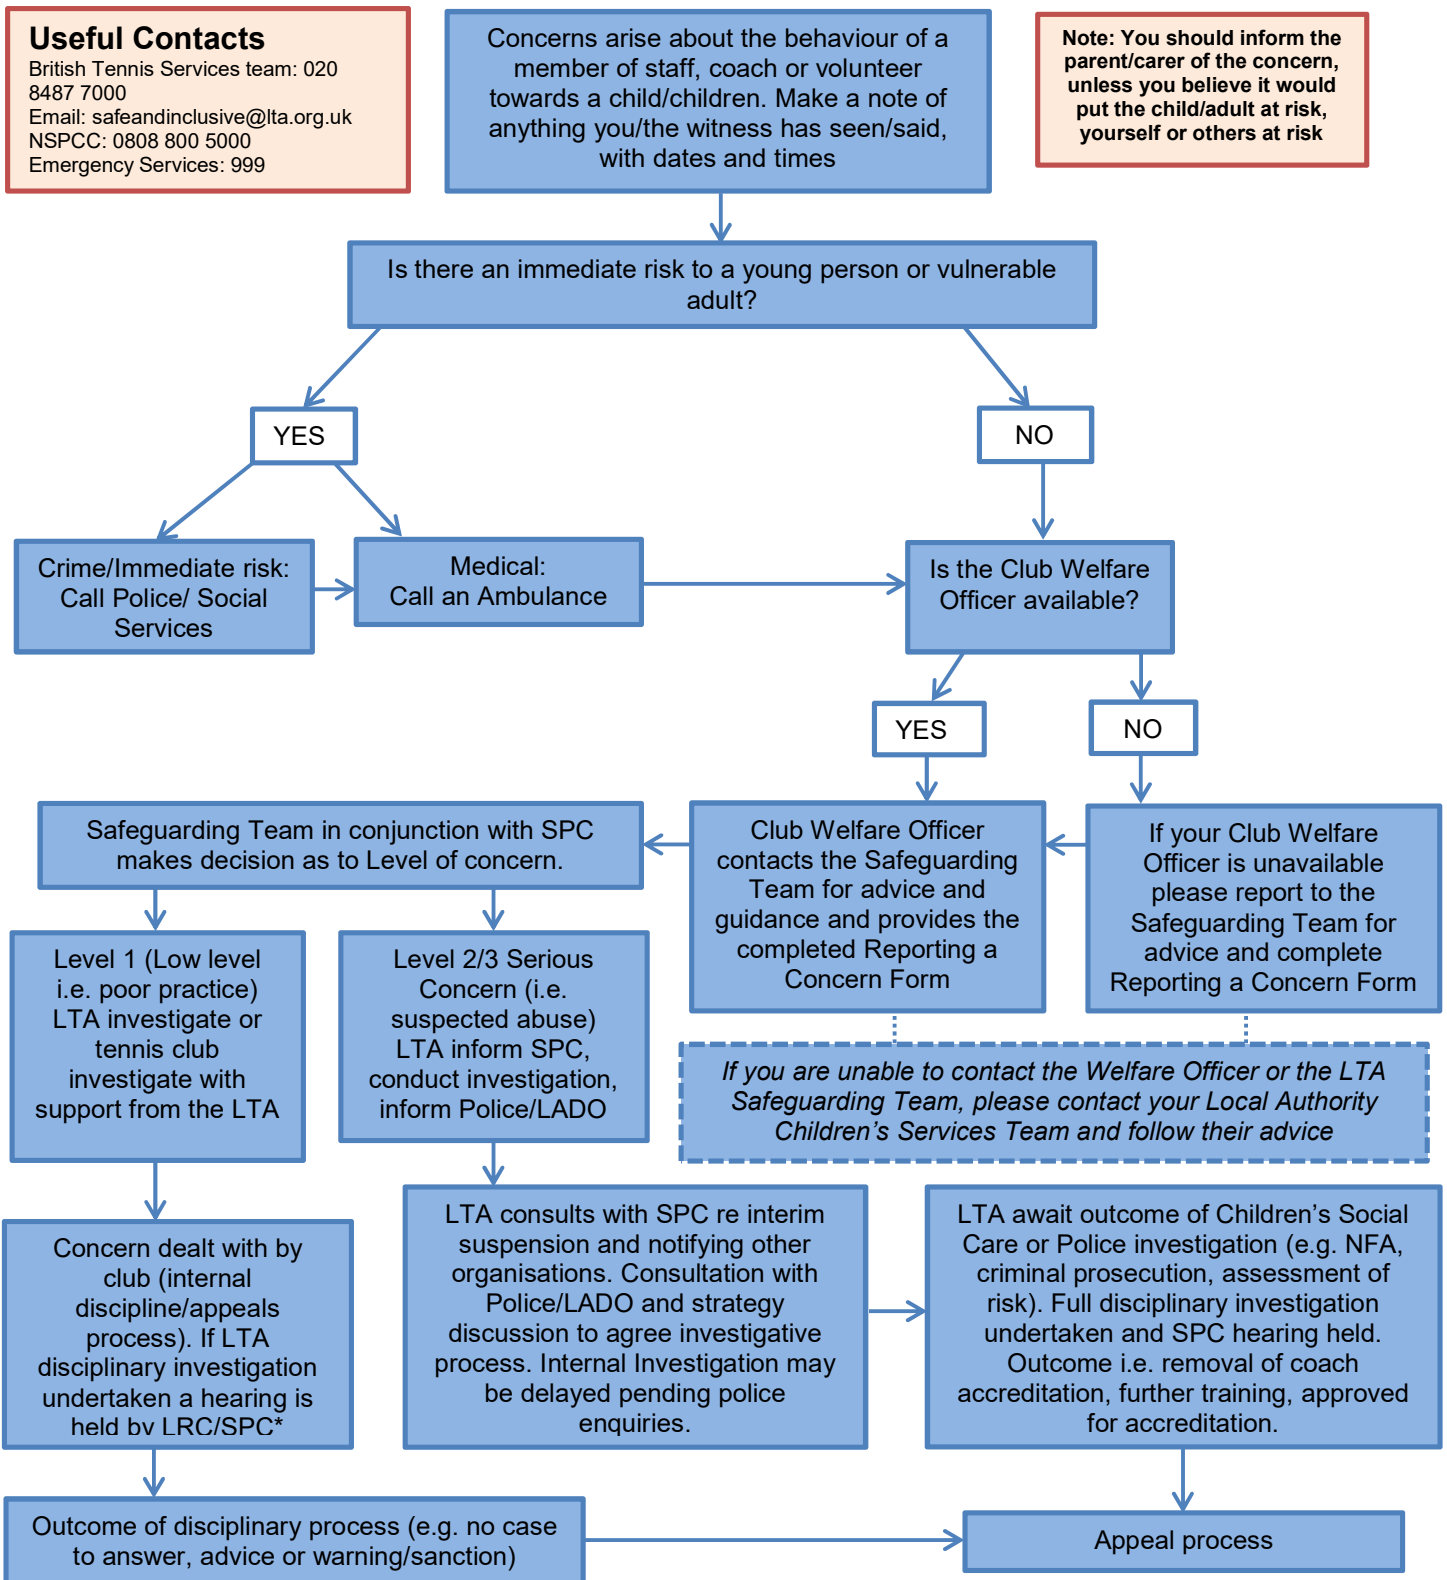 Useful Contacts
British Tennis Services team: 020
8487 7000
Email: safeandinclusive@lta.org.uk
NSPCC: 0808 800 5000
Emergency Services: 999
Concerns arise about the behaviour of a
member of staff, coach or volunteer
towards a child/children. Make a note of
anything you/the witness has seen/said,
with dates and times
Note: You should inform the
parent/carer of the concern,
unless you believe it would
put the child/adult at risk,
yourself or others at risk
Is there an immediate risk to a young person or vulnerable
adult?
YES
NO
Crime/Immediate risk:
Call Police/ Social
Services
Medical:
Call an Ambulance
Is the Club Welfare
Officer available?
YES
NO
Safeguarding Team in conjunction with SPC
makes decision as to Level of concern.
Club Welfare Officer
contacts the Safeguarding
Team for advice and
guidance and provides the
completed Reporting a
Concern Form
If your Club Welfare
Officer is unavailable
please report to the
Safeguarding Team for
advice and complete
Reporting a Concern Form
Level 1 (Low level
i.e. poor practice)
LTA investigate or
tennis club
investigate with
support from the LTA
Level 2/3 Serious
Concern (i.e.
suspected abuse)
LTA inform SPC,
conduct investigation,
inform Police/LADO
If you are unable to contact the Welfare Officer or the LTA
Safeguarding Team, please contact your Local Authority
Children’s Services Team and follow their advice
Concern dealt with by
club (internal
discipline/appeals
process). If LTA
disciplinary investigation
undertaken a hearing is
held by LRC/SPC*
LTA consults with SPC re interim
suspension and notifying other
organisations. Consultation with
Police/LADO and strategy
discussion to agree investigative
process. Internal Investigation may
be delayed pending police
enquiries.
LTA await outcome of Children’s Social
Care or Police investigation (e.g. NFA,
criminal prosecution, assessment of
risk). Full disciplinary investigation
undertaken and SPC hearing held.
Outcome i.e. removal of coach
accreditation, further training, approved
for accreditation.
Outcome of disciplinary process (e.g. no case
to answer, advice or warning/sanction)
Appeal process